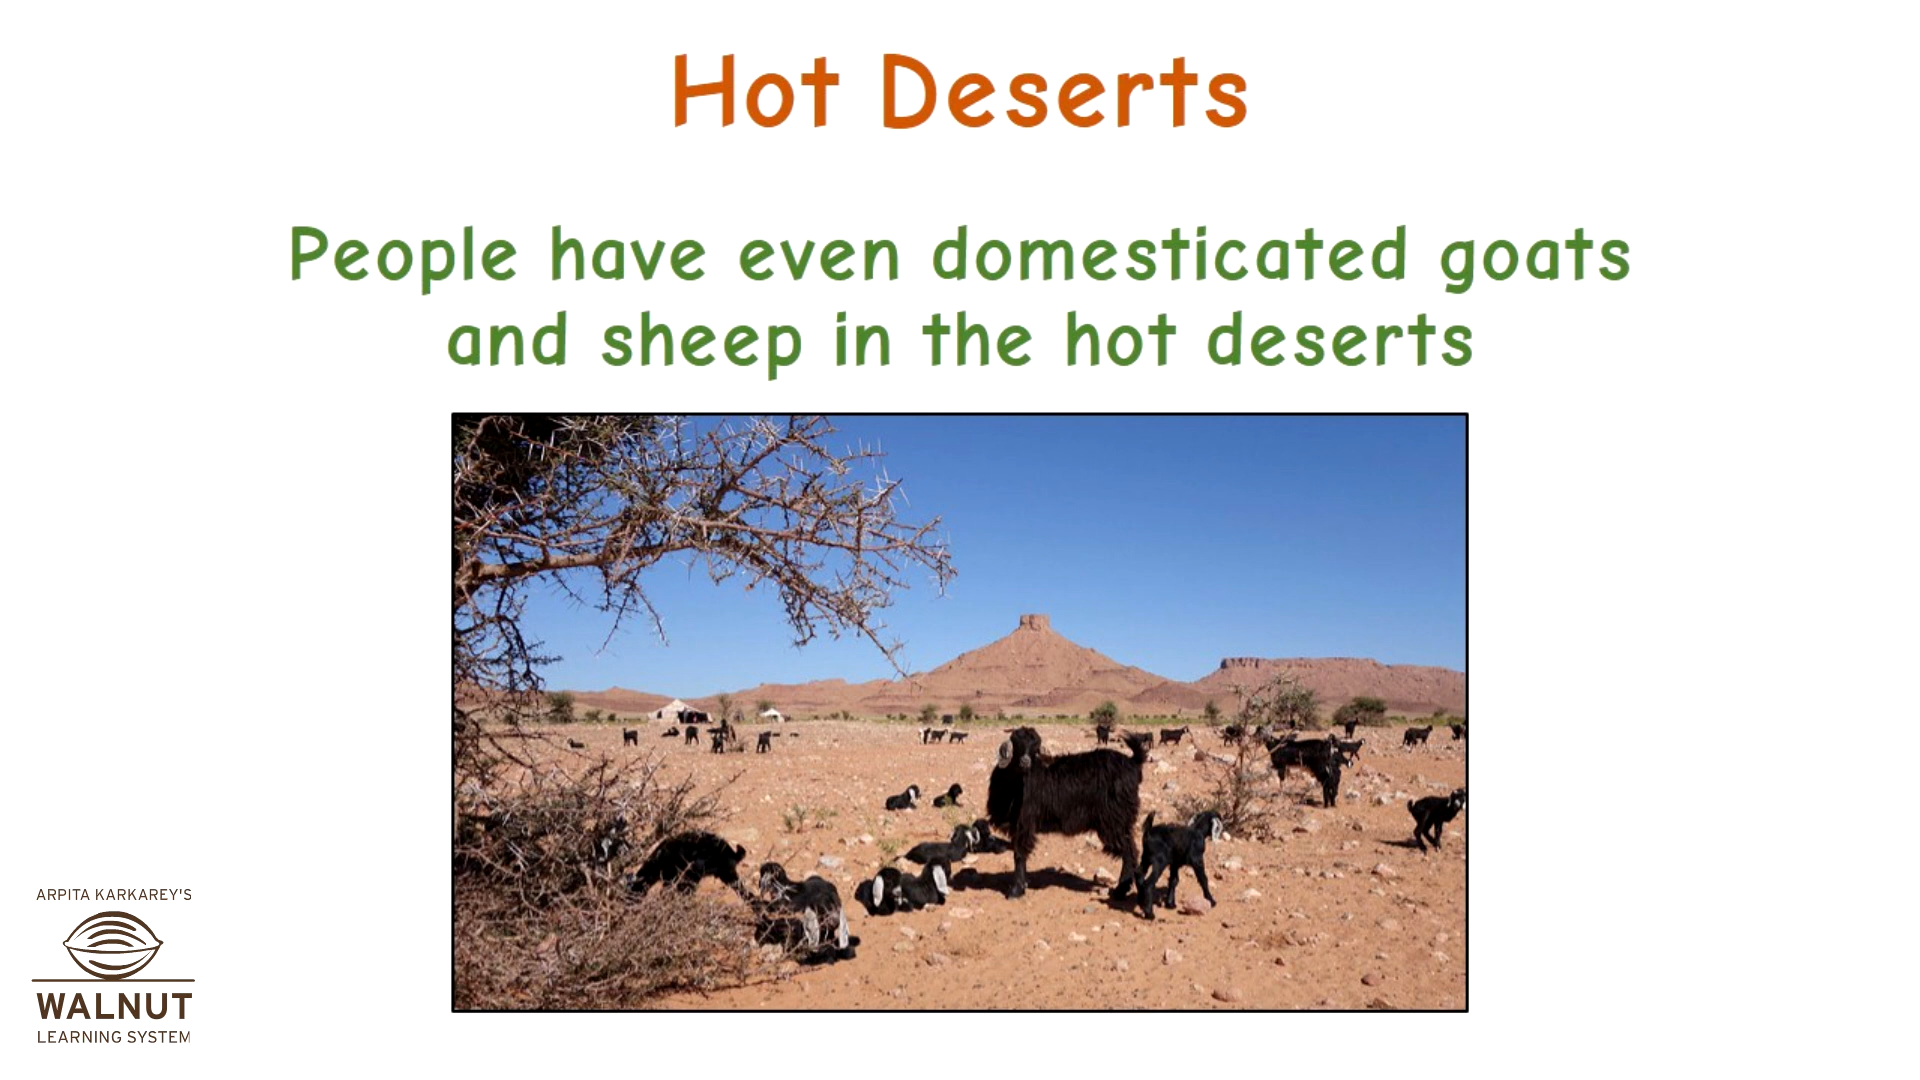 Hot Deserts
People have even domesticated goats
and sheep in the hot deserts
ARPITA KARKAREY'S
WALNUT
LEARNING SYSTEM